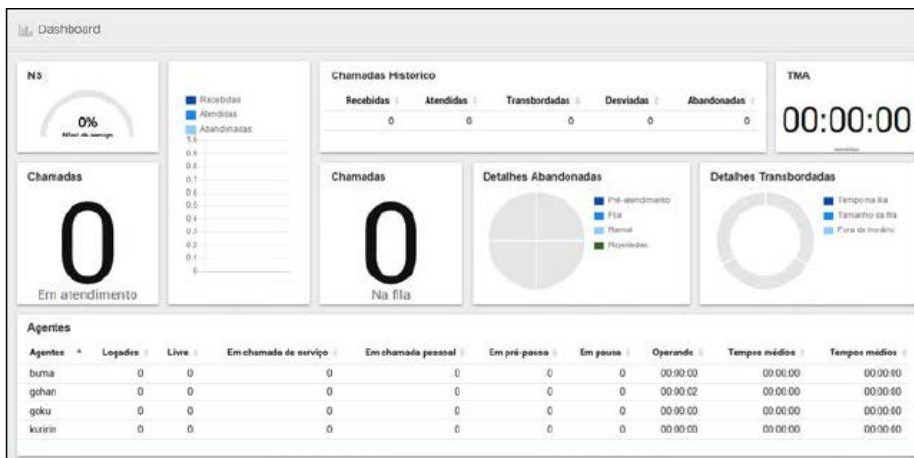 Dashboard
NS
0%
Nível de serviço
Recebidas
Atendidas
Abandonadas
1.0
0.9
0.8
0.7
0.6
0.5
0.4
0.3
0.2
0.1
0
Chamadas Histórico
Recebidas Atendidas Transbordadas Desviadas Abandonadas
0 0 0 0 0
TMA
00:00:00
Chamadas
0
Em atendimento
Chamadas
0
Na fila
Detalhes Abandonadas
Pré-atendimento
Fila
Ramal
Rejeitadas
Detalhes Transbordadas
Tempo na fila
Tamanho da fila
Fora de horário
Agentes
Agentes Logados Livre Em chamada de serviço Em chamada pessoal Em pré-pausa Em pausa Operando Tempos médios Tempos médios
buma 0 0 0 0 0 0 00:00:00 00:00:00 00:00:00
gohan 0 0 0 0 0 0 00:00:02 00:00:00 00:00:00
goku 0 0 0 0 0 0 00:00:00 00:00:00 00:00:00
kuririn 0 0 0 0 0 0 00:00:00 00:00:00 00:00:00